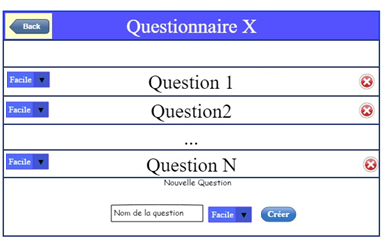 Back Questionnaire X
Facile Question 1
Facile Question2
...
Facile Question N
Nouvelle Question
Nom de la question Facile Créer